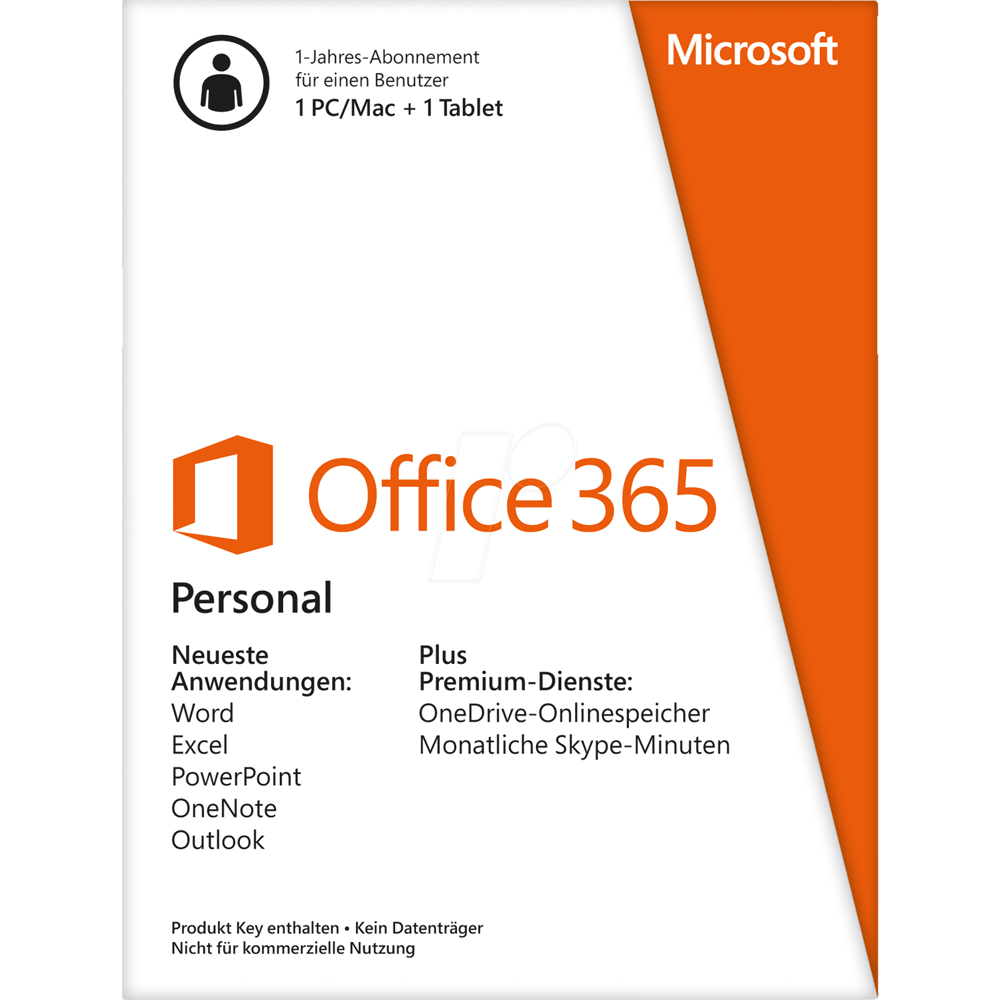 1-Jahres-Abonnement
für einen Benutzer
1 PC/Mac + 1 Tablet
Microsoft
Office 365
Personal
Neueste
Anwendungen:
Word
Excel
PowerPoint
OneNote
Outlook
Plus
Premium-Dienste:
OneDrive-Onlinespeicher
Monatliche Skype-Minuten
Produkt Key enthalten • Kein Datenträger
Nicht für kommerzielle Nutzung